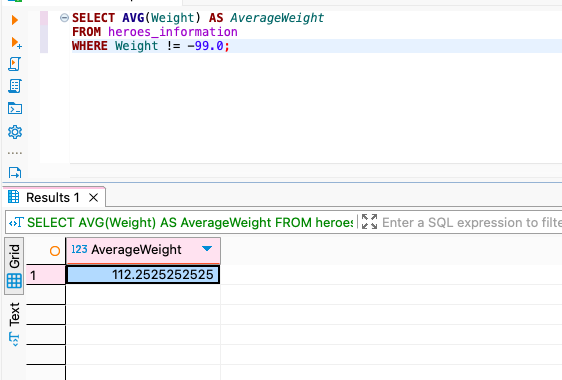 SELECT AVG(Weight) AS AverageWeight
FROM heroes_information
WHERE Weight != -99.0;
Results 1
SELECT AVG(Weight) AS AverageWeight FROM heroes
Enter a SQL expression to filte
Grid
Text
123 AverageWeight
1 112.2525252525